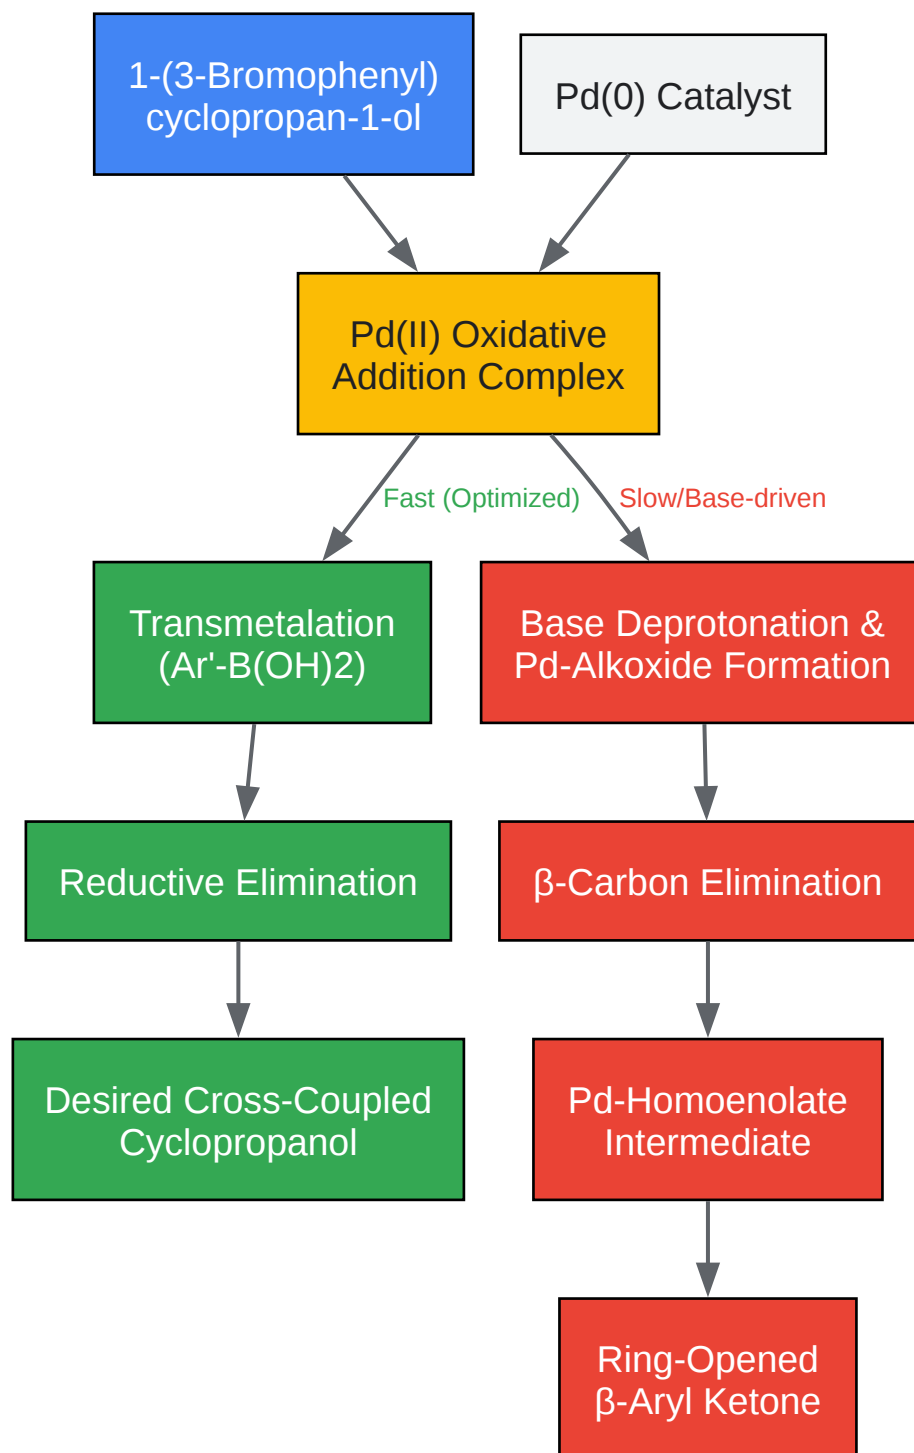 1-(3-Bromophenyl)
cyclopropan-1-ol
Pd(0) Catalyst
Pd(II) Oxidative
Addition Complex
Fast (Optimized)
Slow/Base-driven
Transmetalation
(Ar'-B(OH)2)
Base Deprotonation &
Pd-Alkoxide Formation
Reductive Elimination
β-Carbon Elimination
Desired Cross-Coupled
Cyclopropanol
Pd-Homoenolate
Intermediate
Ring-Opened
β-Aryl Ketone